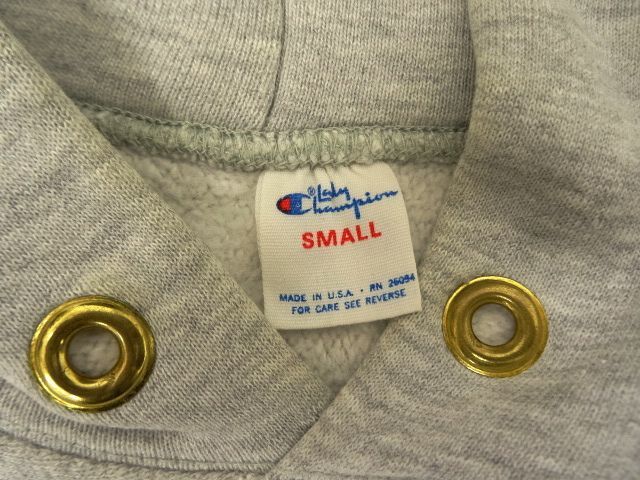 ®Lady
Champion
SMALL
MADE IN U.S.A. RN 26094
FOR CARE SEE REVERSE